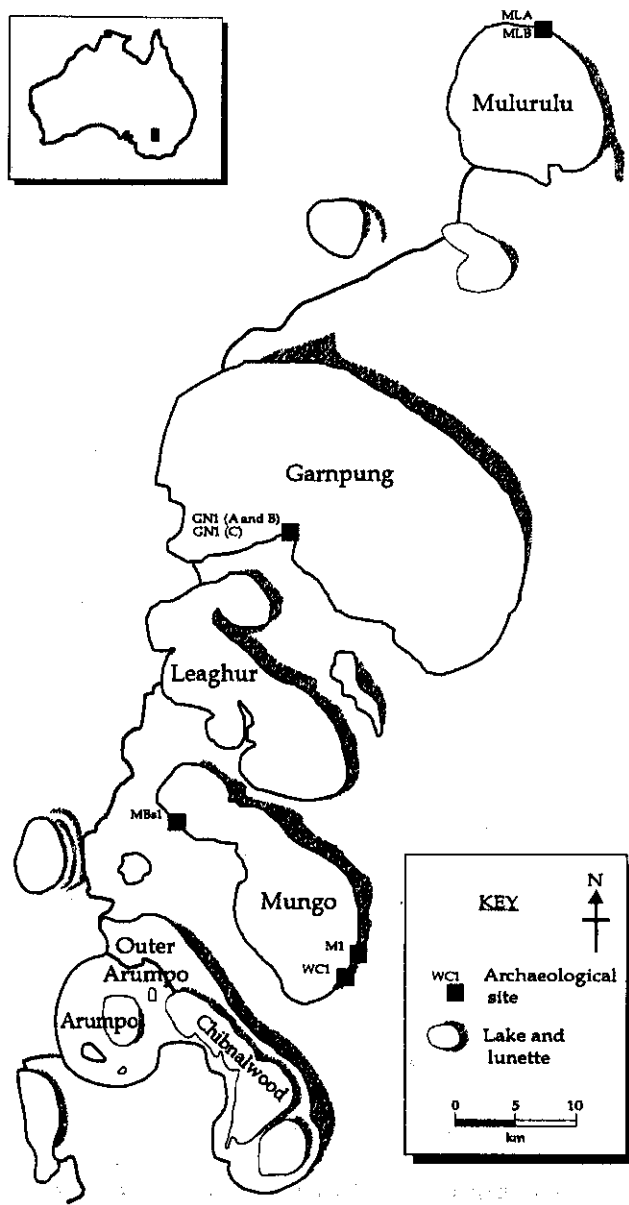 MLA
MLB
Mulurulu
Garnpung
GN1 (A and B)
GN1 (C)
Leaghur
MBs1
Mungo
M1
WC1
Outer
Arumpo
Arumpo
Chibnalwood
KEY
N
WC1
Archaeological
site
Lake and
lunette
0 5 10
km